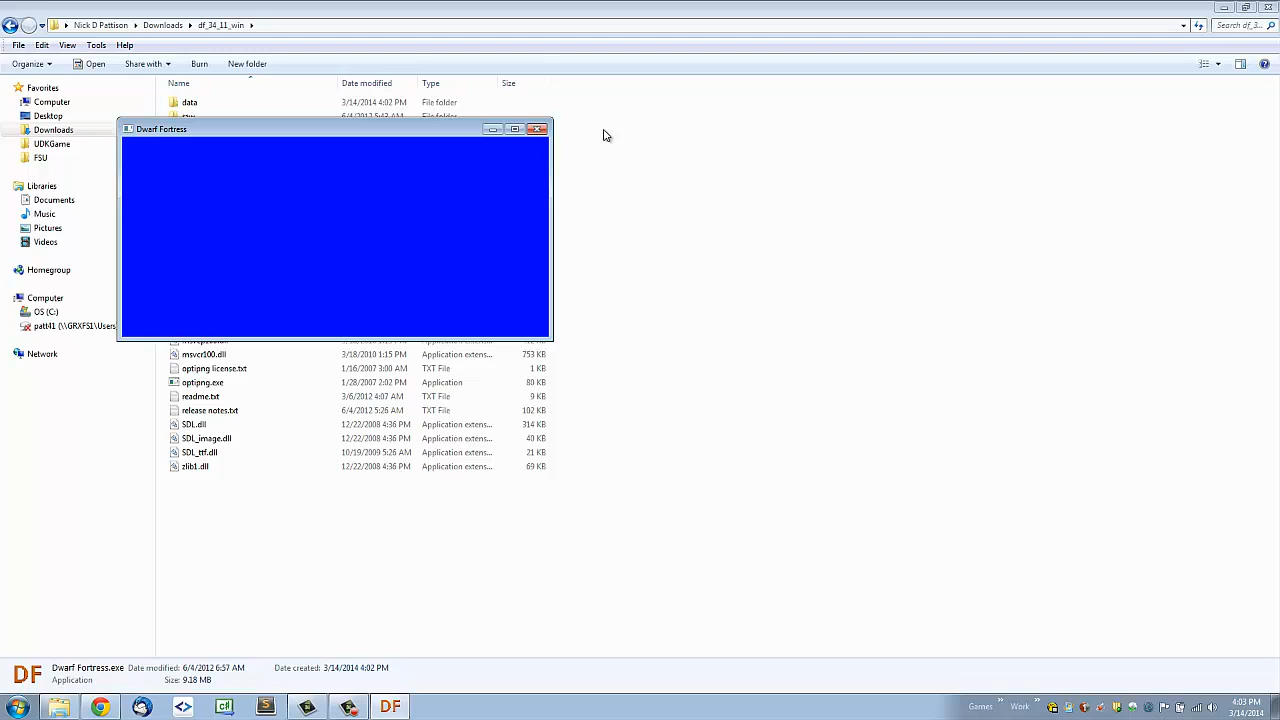 Nick D Pattison Downloads df_34_11_win Search df_3...
File Edit View Tools Help
Organize Open Share with Burn New folder
Name Date modified Type Size
Favorites
Computer
Desktop
Downloads
UDKGame
FSU
Libraries
Documents
Music
Pictures
Videos
Homegroup
Computer
OS (C:)
patt41 (\\GRXFS1\Users
Network
data 3/14/2014 4:02 PM File folder
File folder
Dwarf Fortress
msvcr100.dll 3/18/2010 1:15 PM Application extens... 753 KB
optipng license.txt 1/16/2007 3:00 AM TXT File 1 KB
optipng.exe 1/28/2007 2:02 PM Application 80 KB
readme.txt 3/6/2012 4:07 AM TXT File 9 KB
release notes.txt 6/4/2012 5:26 AM TXT File 102 KB
SDL.dll 12/22/2008 4:36 PM Application extens... 314 KB
SDL_image.dll 12/22/2008 4:36 PM Application extens... 40 KB
SDL_ttf.dll 10/19/2009 5:26 AM Application extens... 21 KB
zlib1.dll 12/22/2008 4:36 PM Application extens... 69 KB
DF Dwarf Fortress.exe Date modified: 6/4/2012 6:57 AM Date created: 3/14/2014 4:02 PM
Application Size: 9.18 MB
C# S DF Games » Work » 4:03 PM
3/14/2014